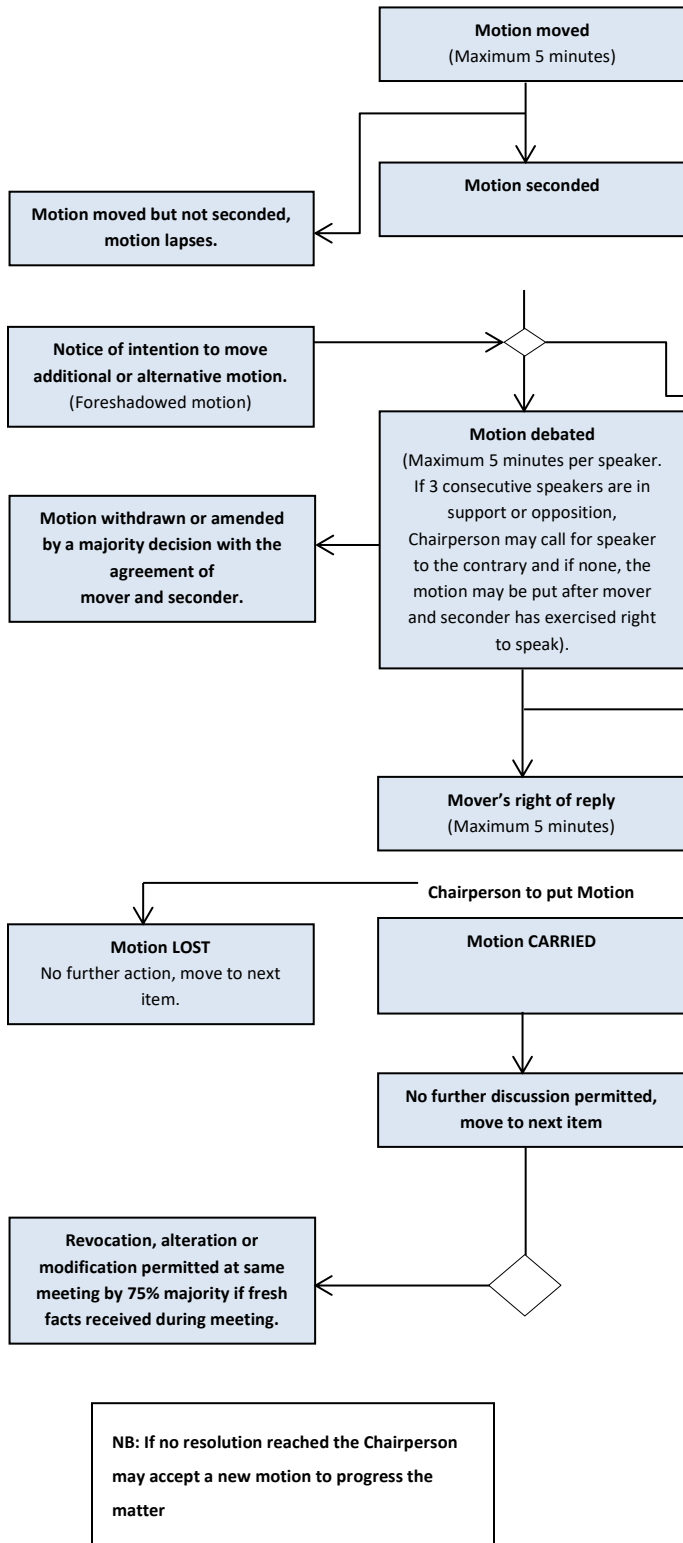 Motion moved
(Maximum 5 minutes)
Motion seconded
Motion moved but not seconded,
motion lapses.
Notice of intention to move
additional or alternative motion.
(Foreshadowed motion)
Motion debated
(Maximum 5 minutes per speaker.
If 3 consecutive speakers are in
support or opposition,
Chairperson may call for speaker
to the contrary and if none, the
motion may be put after mover
and seconder has exercised right
to speak).
Motion withdrawn or amended
by a majority decision with the
agreement of
mover and seconder.
Mover’s right of reply
(Maximum 5 minutes)
Chairperson to put Motion
Motion LOST
No further action, move to next
item.
Motion CARRIED
No further discussion permitted,
move to next item
Revocation, alteration or
modification permitted at same
meeting by 75% majority if fresh
facts received during meeting.
NB: If no resolution reached the Chairperson
may accept a new motion to progress the
matter